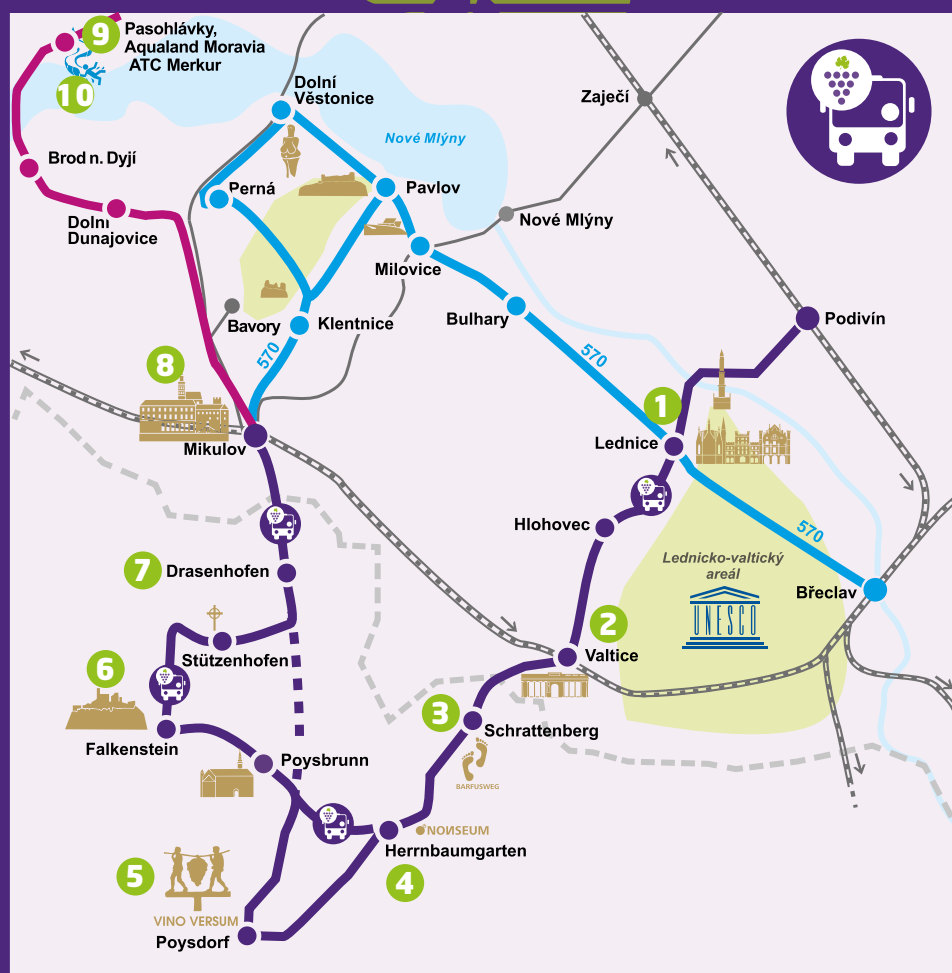 9
Pasohlávky,
Aqualand Moravia
ATC Merkur
10
Dolní
Věstonice
Zaječí
Nové Mlýny
Brod n. Dyjí
Perná
Pavlov
Dolní
Dunajovice
Nové Mlýny
Milovice
Bavory
Klentnice
Bulhary
Podivín
570
570
8
1
Mikulov
Lednice
Hlohovec
570
7
Drasenhofen
Lednicko-valtický
areál
UNESCO
Břeclav
2
Valtice
Stützenhofen
6
3
Schrattenberg
Falkenstein
Poysbrunn
BARFUSWEG
NOИSEUM
Herrnbaumgarten
5
4
VINO VERSUM
Poysdorf